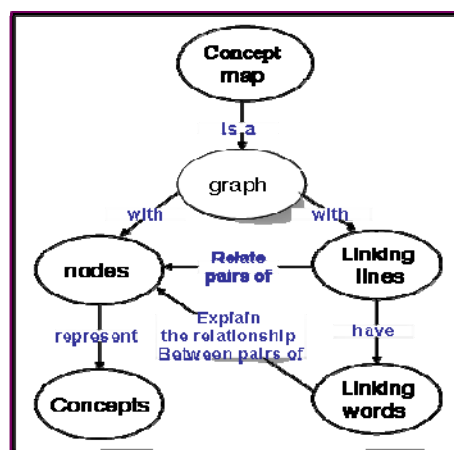 Concept
map
is a
graph
with
with
nodes
Relate
pairs of
Linking
lines
represent
Explain
the relationship
Between pairs of
have
Concepts
Linking
words